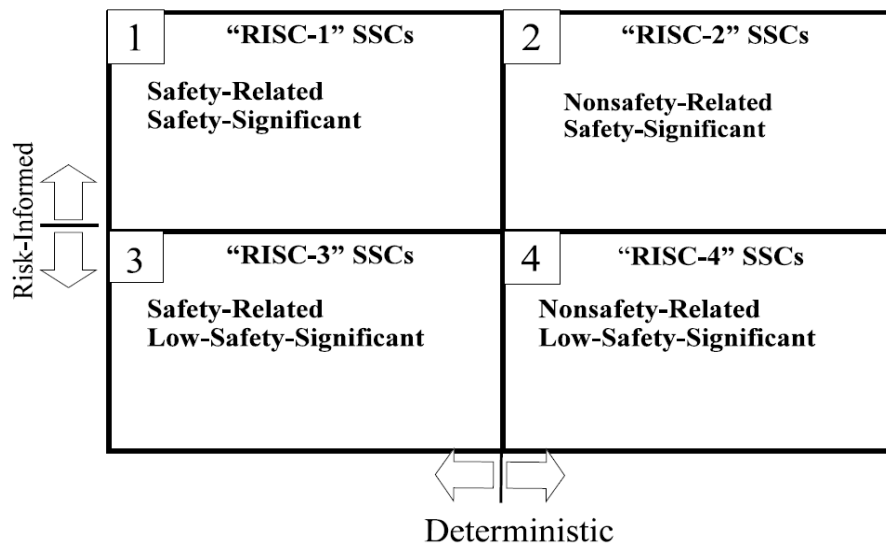 1
“RISC-1” SSCs
Safety-Related
Safety-Significant
2
“RISC-2” SSCs
Nonsafety-Related
Safety-Significant
Risk-Informed
3
“RISC-3” SSCs
Safety-Related
Low-Safety-Significant
4
“RISC-4” SSCs
Nonsafety-Related
Low-Safety-Significant
Deterministic